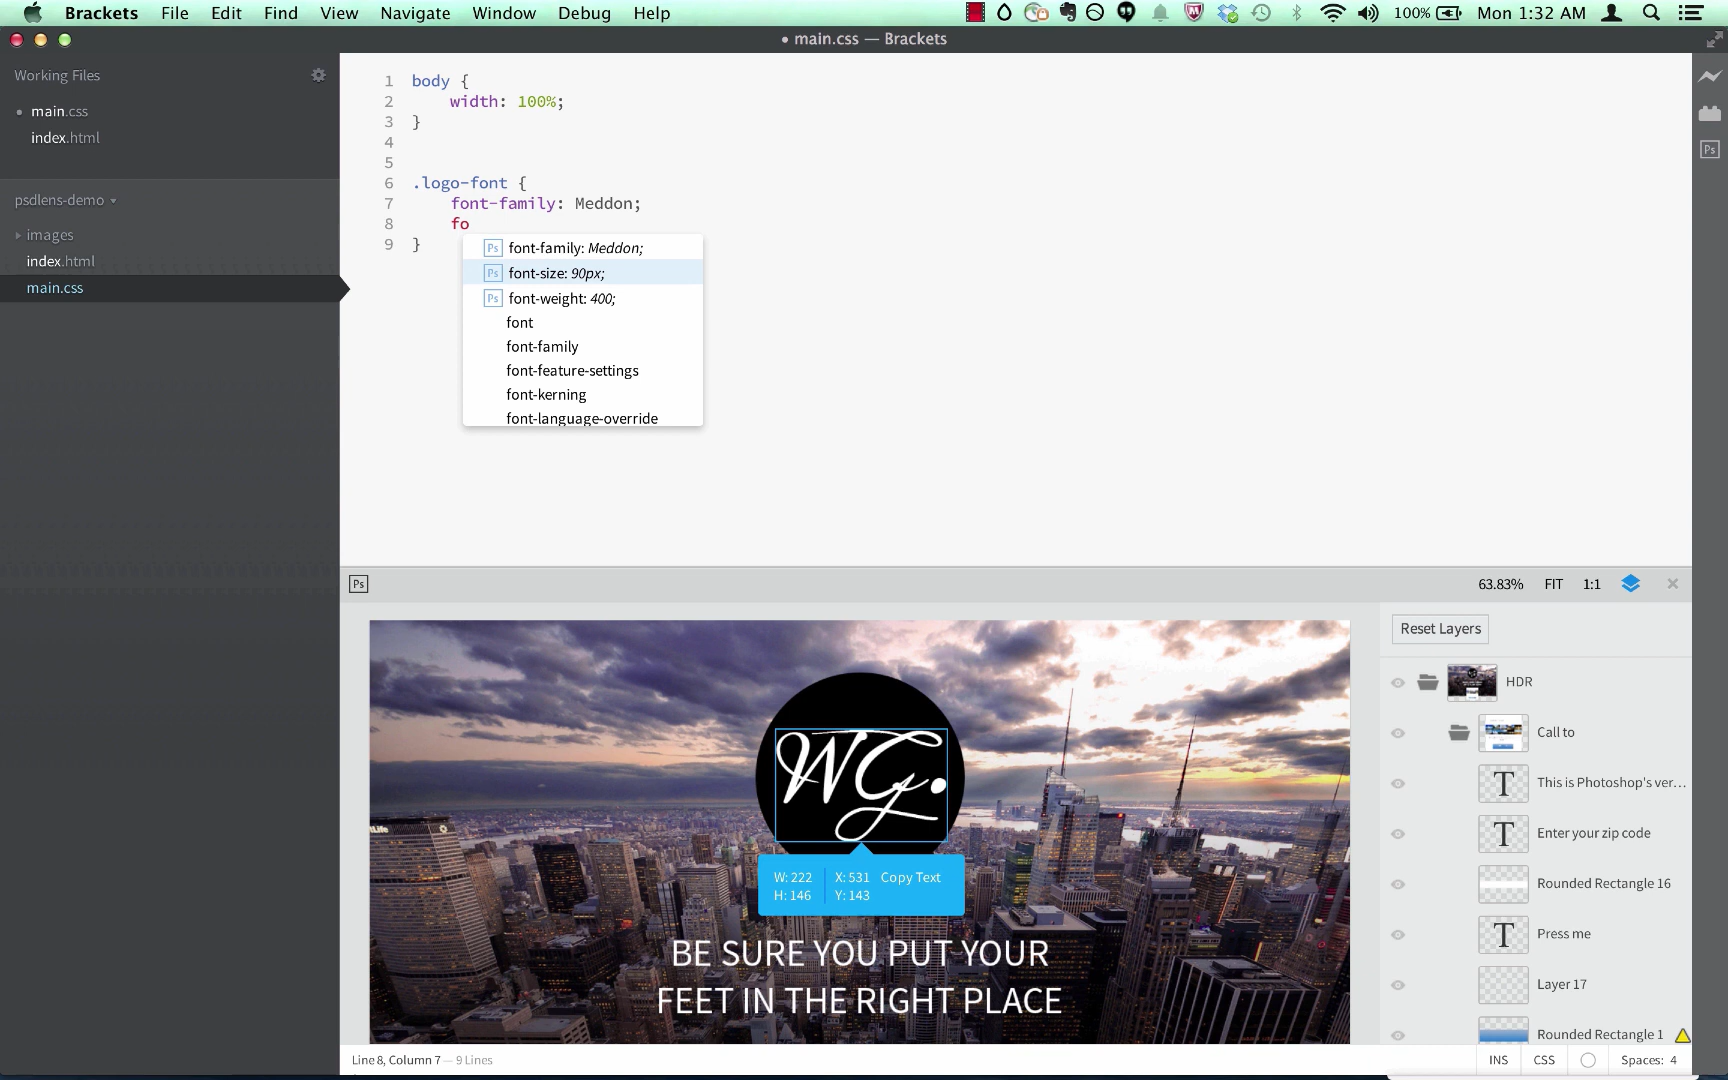 Brackets File Edit Find View Navigate Window Debug Help 100% Mon 1:32 AM
• main.css — Brackets
Working Files
• main.css
index.html
psdlens-demo
images
index.html
main.css
1 body {
2 width: 100%;
3 }
4
5
6 .logo-font {
7 font-family: Meddon;
8 fo
9 }
Ps font-family: Meddon;
Ps font-size: 90px;
Ps font-weight: 400;
font
font-family
font-feature-settings
font-kerning
font-language-override
Ps
Ps 63.83% FIT 1:1
WG.
W: 222 X: 531 Copy Text
H: 146 Y: 143
BE SURE YOU PUT YOUR
FEET IN THE RIGHT PLACE
Reset Layers
HDR
Call to
T This is Photoshop's ver...
T Enter your zip code
Rounded Rectangle 16
T Press me
Layer 17
Rounded Rectangle 1
Line 8, Column 7 — 9 Lines INS CSS Spaces: 4